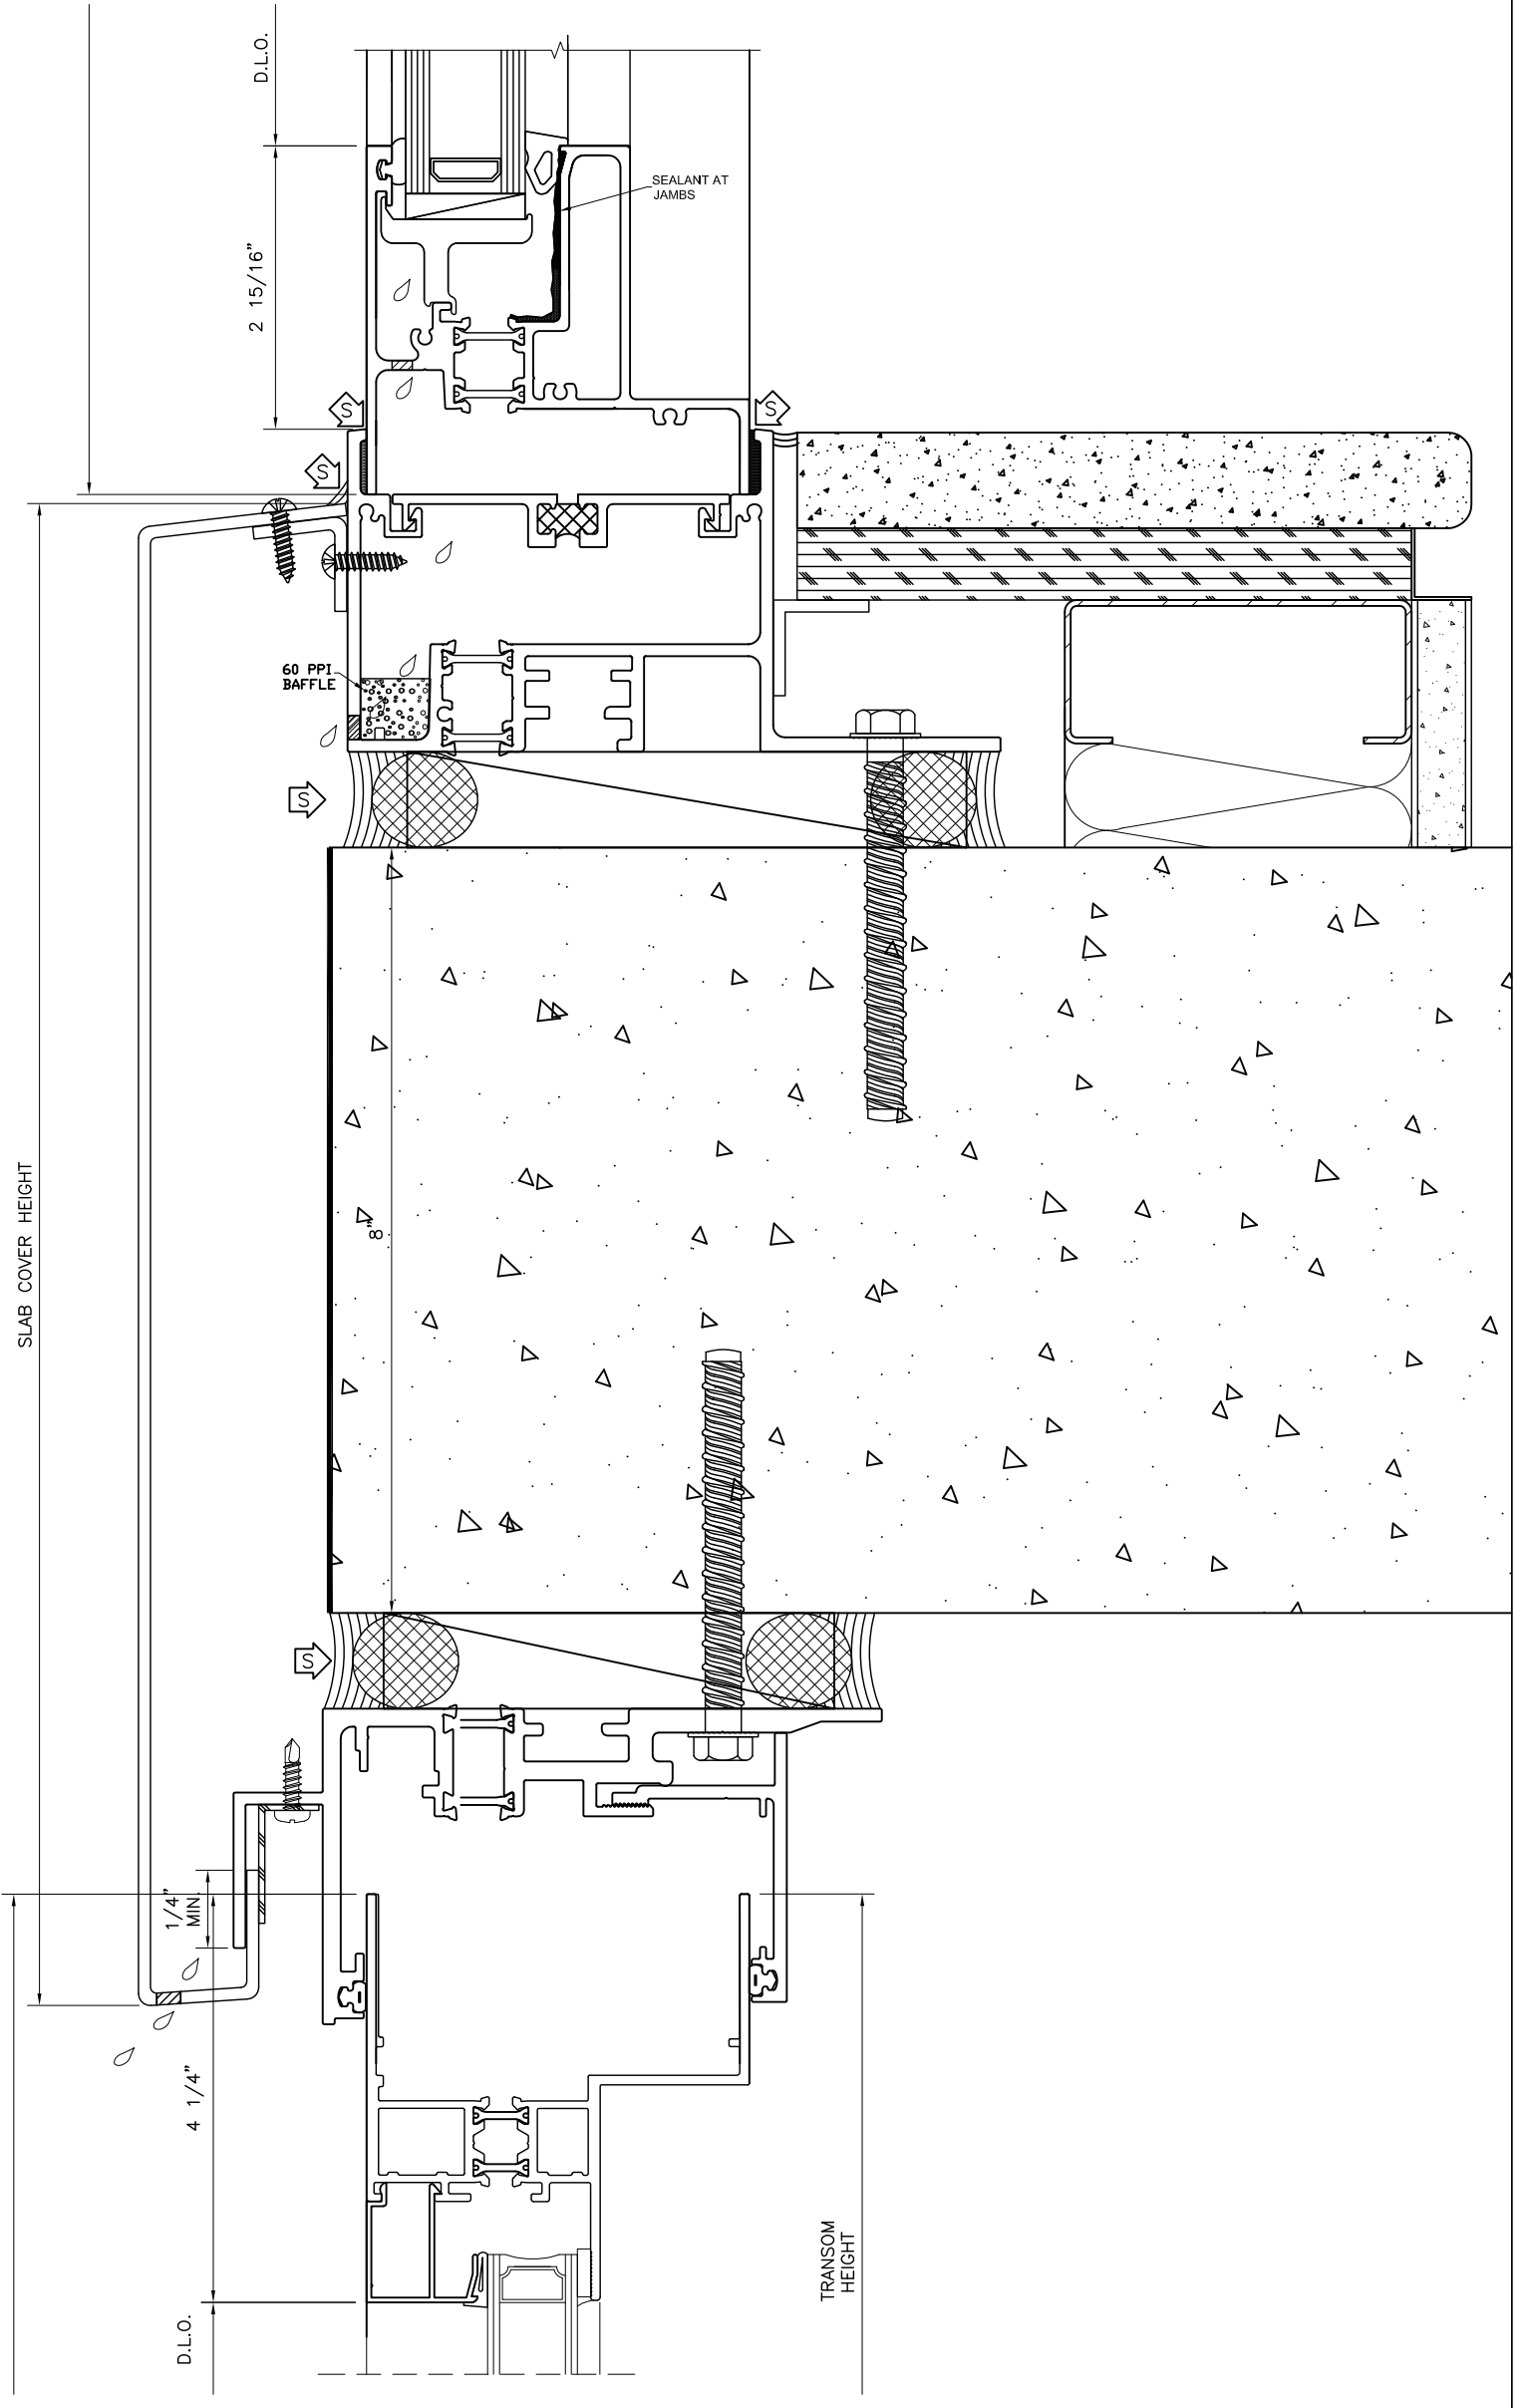 D.L.O.
SEALANT AT
JAMBS
2 15/16"
S
S
S
60 PPI
BAFFLE
S
SLAB COVER HEIGHT
8"
S
1/4"
MIN.
4 1/4"
TRANSOM
HEIGHT
D.L.O.